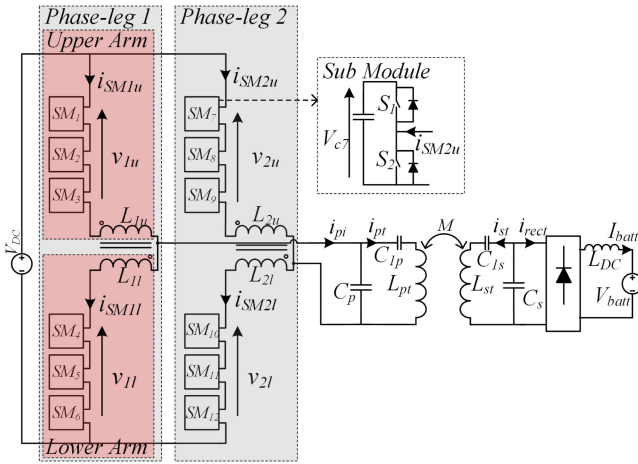 Phase-leg 1
Phase-leg 2
Upper Arm
Sub Module
i_SM1u
i_SM2u
SM_1
SM_2
SM_3
v_1u
SM_7
SM_8
SM_9
v_2u
V_c7
S_1
S_2
i_SM2u
L_1u
L_2u
V_DC
L_1l
L_2l
i_pi
i_pt
M
i_st
i_rect
I_batt
C_1p
C_1s
L_DC
C_p
L_pt
L_st
C_s
V_batt
i_SM1l
i_SM2l
SM_4
SM_5
SM_6
v_1l
SM_10
SM_11
SM_12
v_2l
Lower Arm